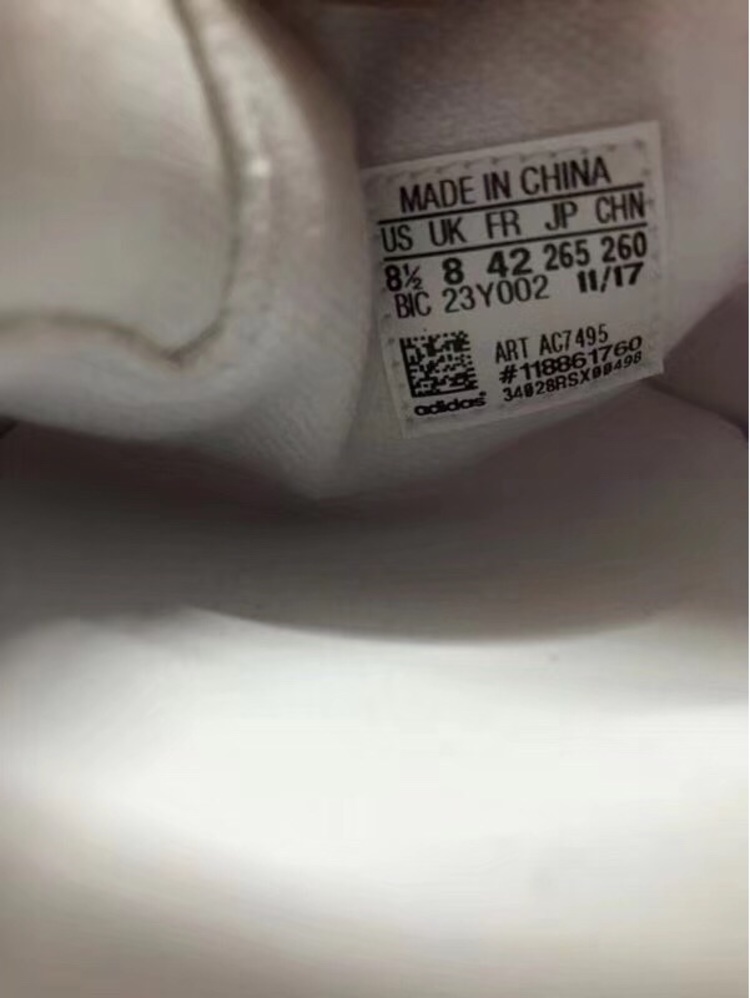 MADE IN CHINA
US UK FR JP CHN
8½ 8 42 265 260
BIC 23Y002 11/17
ART AC7495
#118861760
34028RSX00498
adidas